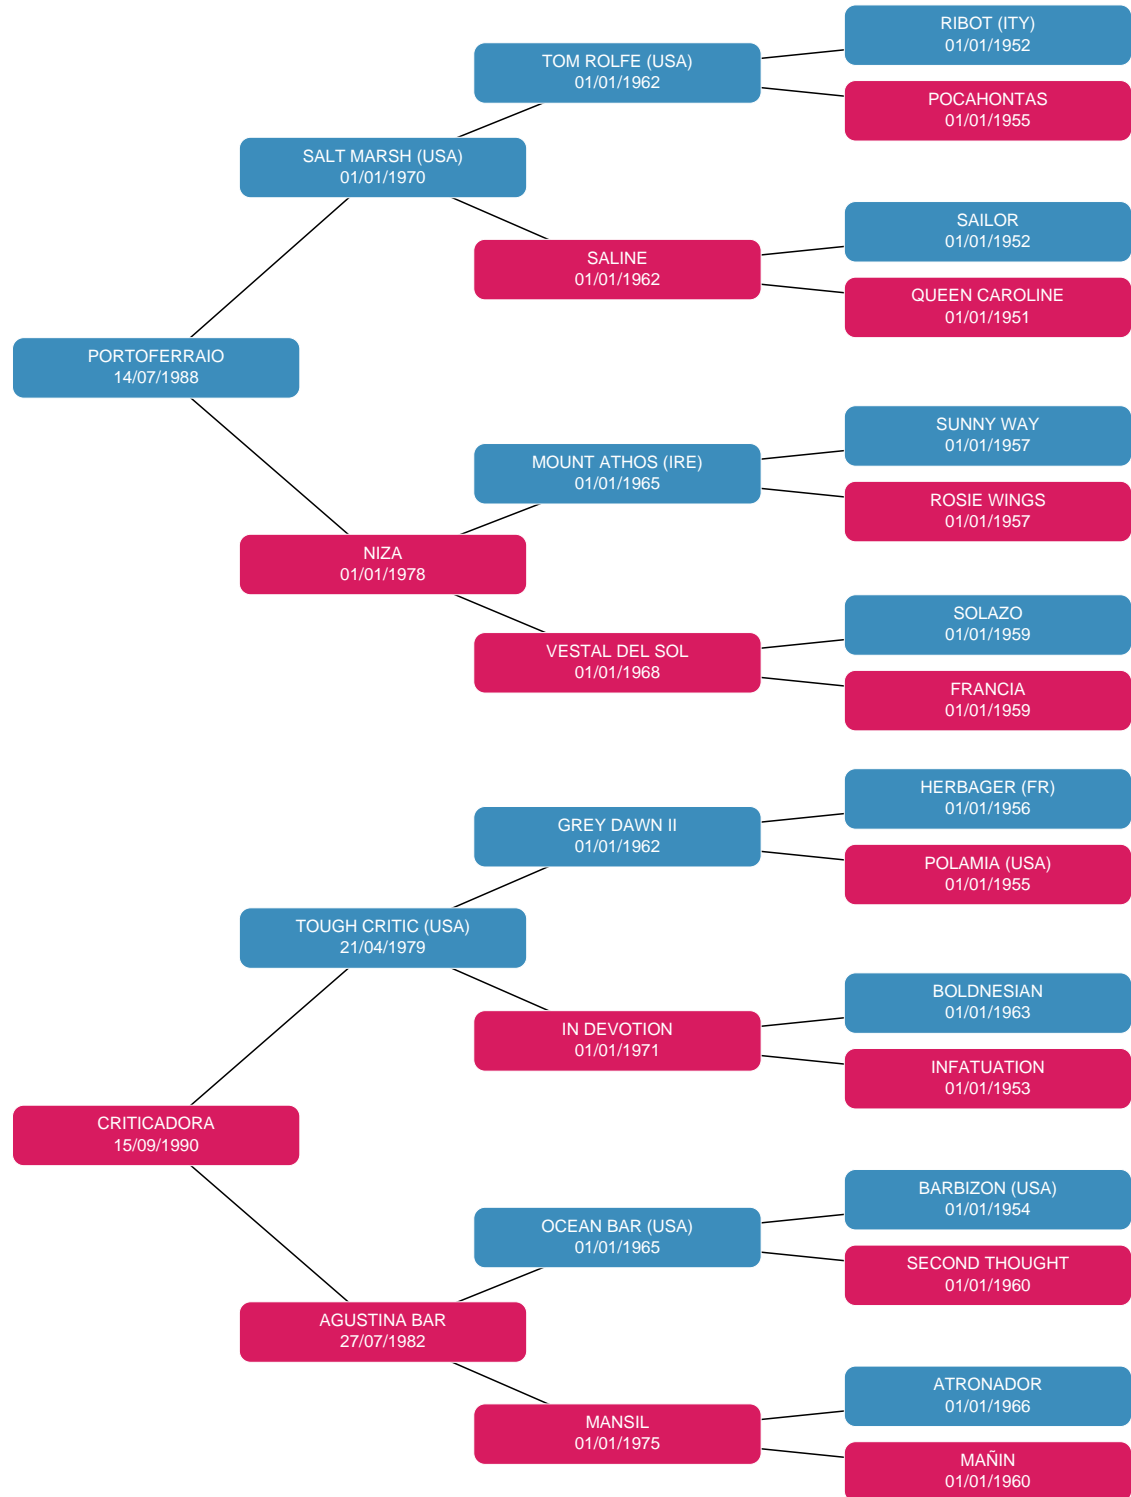 RIBOT (ITY)
01/01/1952
TOM ROLFE (USA)
01/01/1962
POCAHONTAS
01/01/1955
SALT MARSH (USA)
01/01/1970
SAILOR
01/01/1952
SALINE
01/01/1962
QUEEN CAROLINE
01/01/1951
PORTOFERRAIO
14/07/1988
SUNNY WAY
01/01/1957
MOUNT ATHOS (IRE)
01/01/1965
ROSIE WINGS
01/01/1957
NIZA
01/01/1978
SOLAZO
01/01/1959
VESTAL DEL SOL
01/01/1968
FRANCIA
01/01/1959
HERBAGER (FR)
01/01/1956
GREY DAWN II
01/01/1962
POLAMIA (USA)
01/01/1955
TOUGH CRITIC (USA)
21/04/1979
BOLDNESIAN
01/01/1963
IN DEVOTION
01/01/1971
INFATUATION
01/01/1953
CRITICADORA
15/09/1990
BARBIZON (USA)
01/01/1954
OCEAN BAR (USA)
01/01/1965
SECOND THOUGHT
01/01/1960
AGUSTINA BAR
27/07/1982
ATRONADOR
01/01/1966
MANSIL
01/01/1975
MAÑIN
01/01/1960